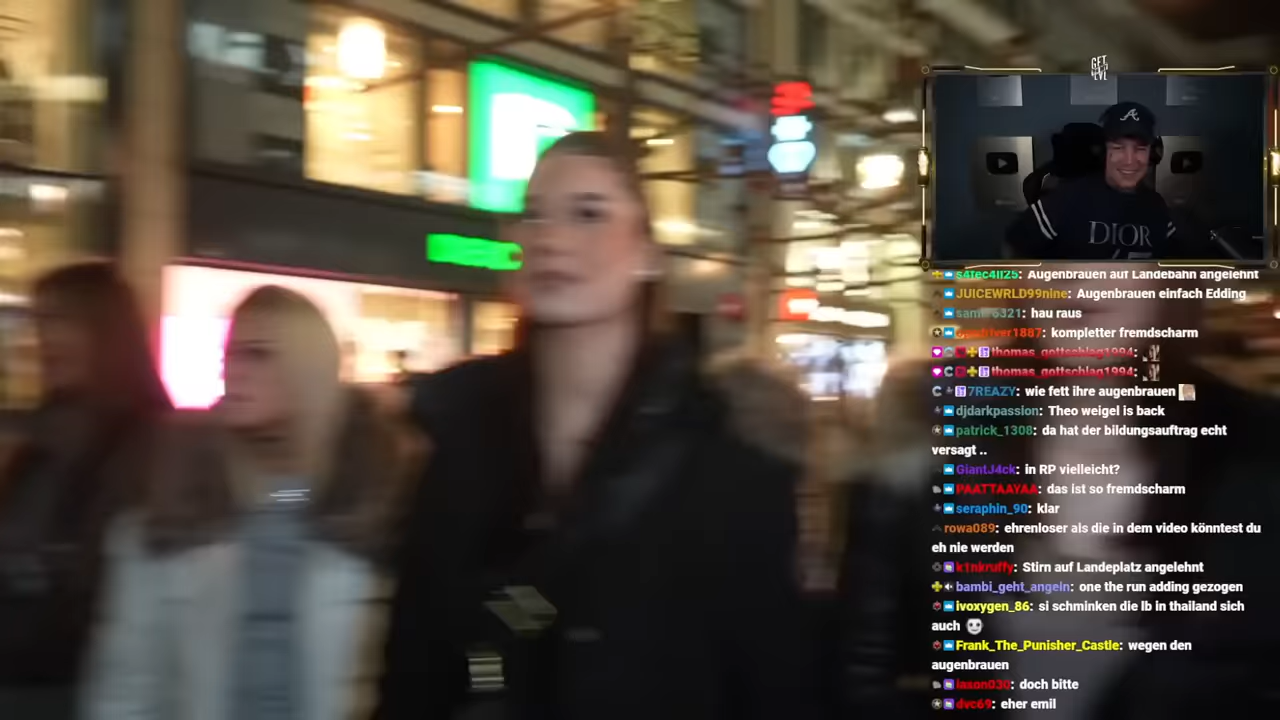 GET
DIOR
s4fec4ll25: Augenbrauen auf Landebahn angelehnt
JUICEWRLD99nine: Augenbrauen einfach Edding
hau raus
kompletter fremdscharm
thomas_gottschlag1994:
thomas_gottschlag1994:
7REAZY: wie fett ihre augenbrauen
djdarkpassion: Theo weigel is back
patrick_1308: da hat der bildungsauftrag echt
versagt ..
GiantJ4ck: in RP vielleicht?
PAATTAAYAA: das ist so fremdscharm
seraphin_90: klar
rowa089: ehrenloser als die in dem video könntest du
eh nie werden
k1nkruffy: Stirn auf Landeplatz angelehnt
bambi_geht_angeln: one the run adding gezogen
ivoxygen_86: si schminken die lb in thailand sich
auch
Frank_The_Punisher_Castle: wegen den
augenbrauen
iason030: doch bitte
dvc69: eher emil